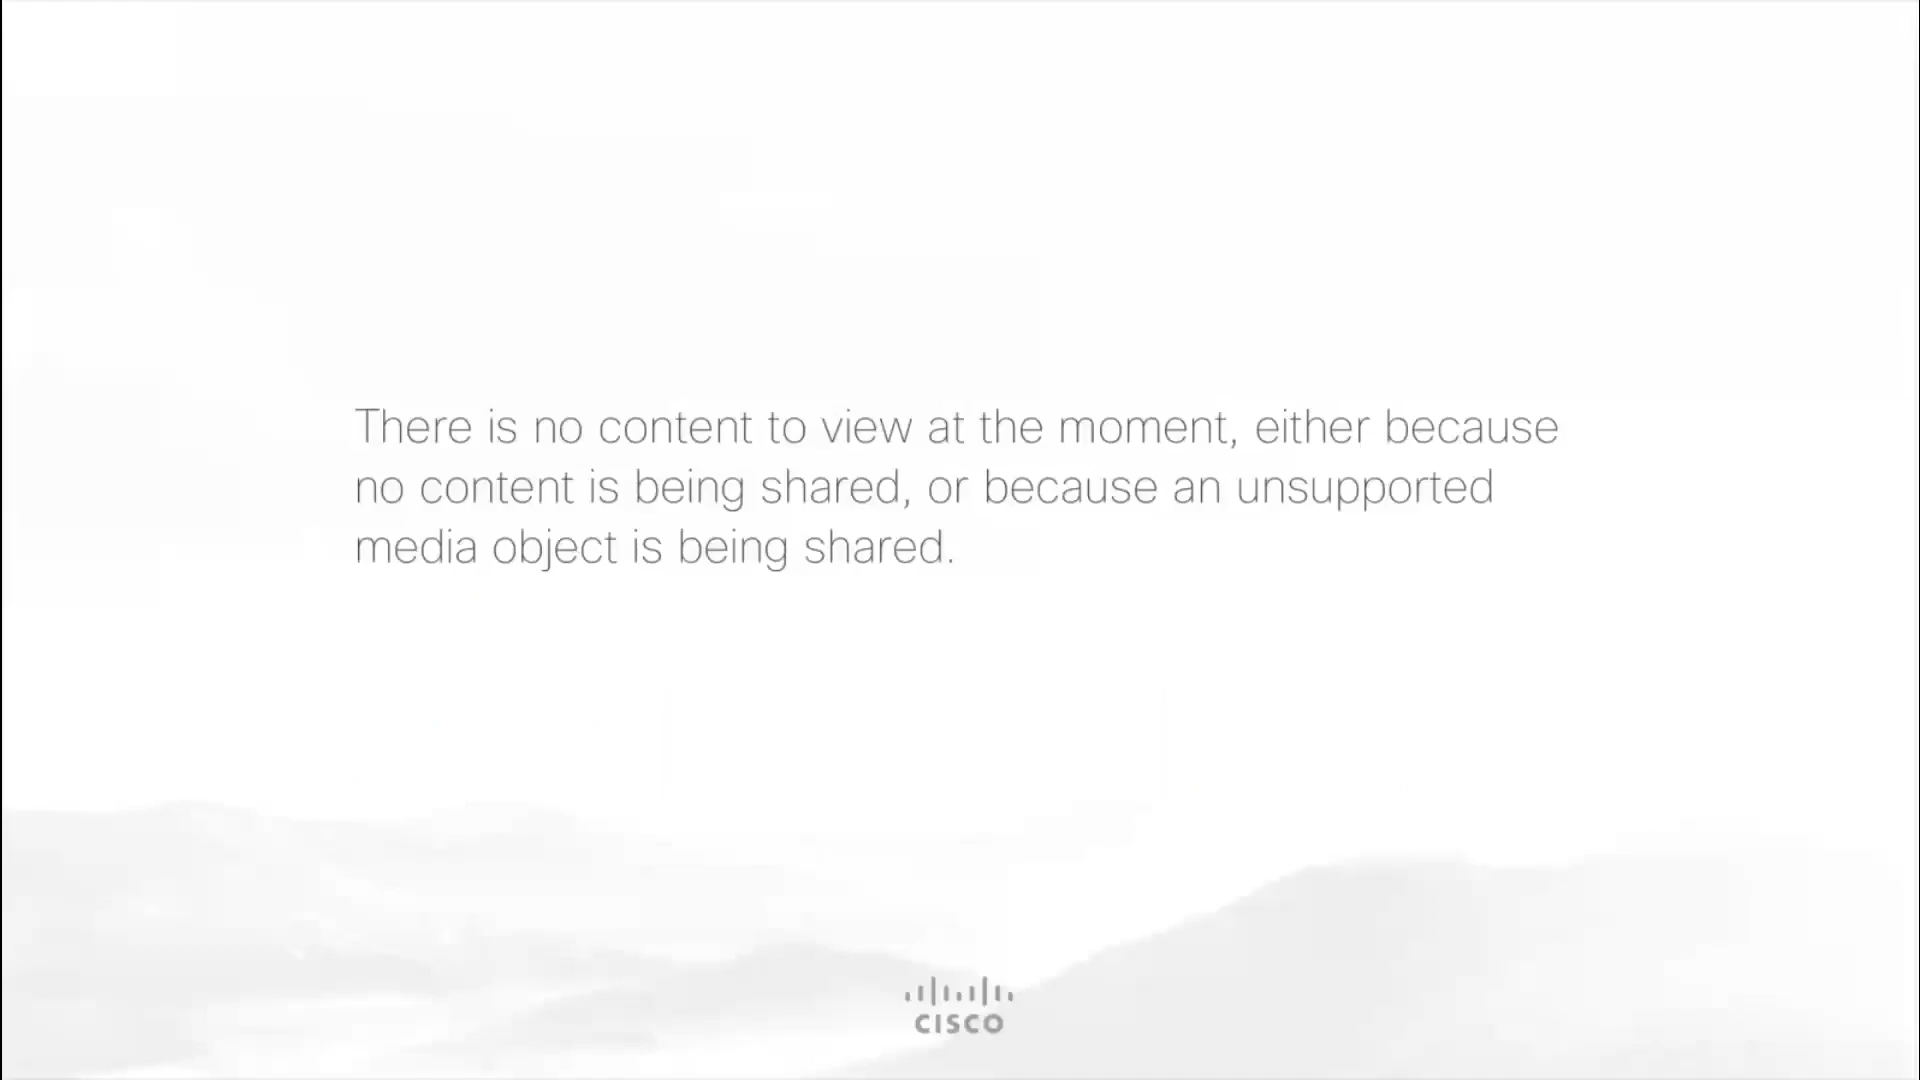 There is no content to view at the moment, either because
no content is being shared, or because an unsupported
media object is being shared.
CISCO